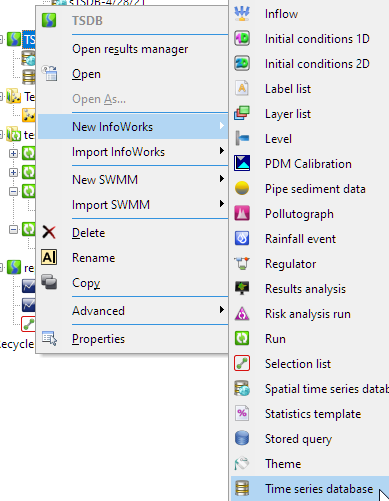 sTSDB-4/28/21
TS
Te
te
re
Recycle
TSDB
Open results manager
Open
Open As...
New InfoWorks
Import InfoWorks
New SWMM
Import SWMM
Delete
Rename
Copy
Advanced
Properties
Inflow
Initial conditions 1D
Initial conditions 2D
Label list
Layer list
Level
PDM Calibration
Pipe sediment data
Pollutograph
Rainfall event
Regulator
Results analysis
Risk analysis run
Run
Selection list
Spatial time series datab
Statistics template
Stored query
Theme
Time series database